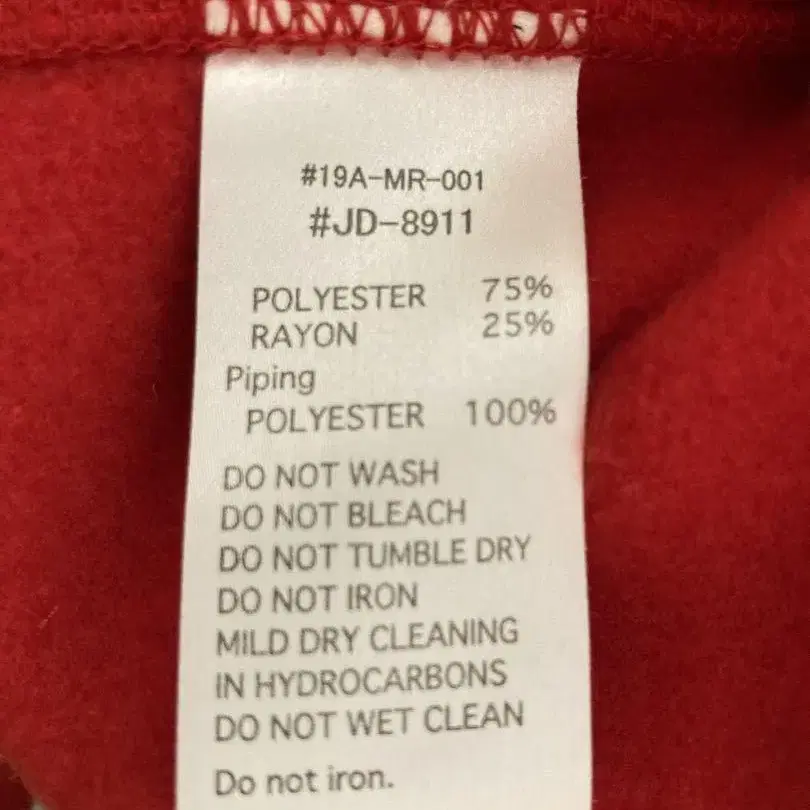 #19A-MR-001
#JD-8911
POLYESTER 75%
RAYON 25%
Piping
POLYESTER 100%
DO NOT WASH
DO NOT BLEACH
DO NOT TUMBLE DRY
DO NOT IRON
MILD DRY CLEANING
IN HYDROCARBONS
DO NOT WET CLEAN
Do not iron.